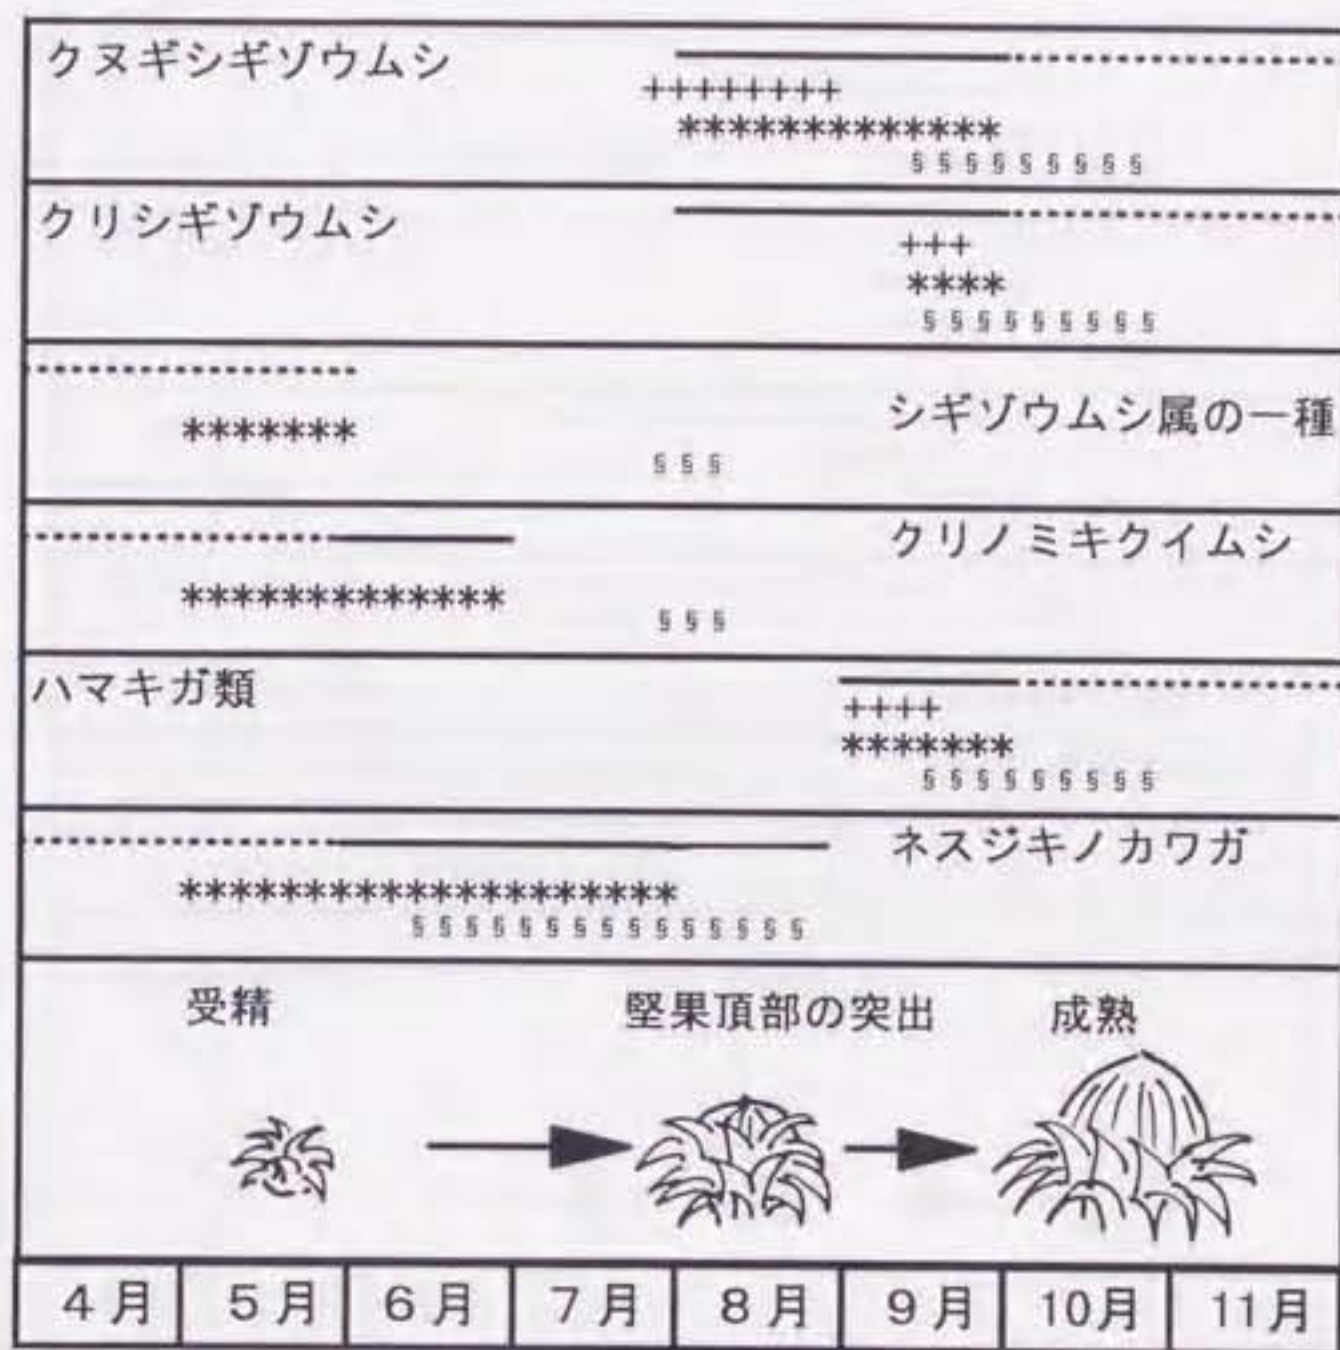 クヌギシギゾウムシ
++++++++
*************
§§§§§§§§§
クリシギゾウムシ
+++
****
§§§§§§§§§
シギゾウムシ属の一種
*******
§§§
クリノミキクイムシ
*************
§§§
ハマキガ類
++++
*******
§§§§§§§§§
ネスジキノカワガ
********************
§§§§§§§§§§§§§§§
受精 堅果頂部の突出 成熟
4月 5月 6月 7月 8月 9月 10月 11月